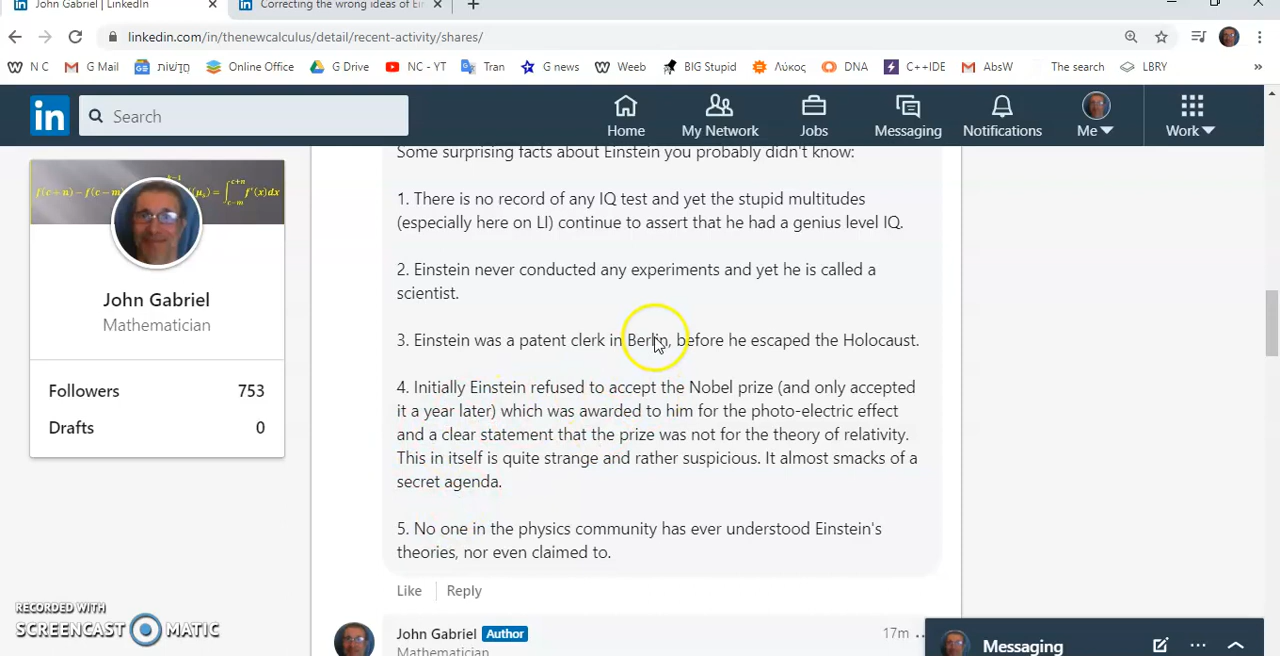 John Gabriel | LinkedIn
Correcting the wrong ideas of Ei
linkedin.com/in/thenewcalculus/detail/recent-activity/shares/
N C G Mail חֲדָשׁוֹת Online Office G Drive NC - YT Tran G news Weeb BIG Stupid Λύκος DNA C++IDE AbsW The search LBRY »
in Search Home My Network Jobs Messaging Notifications Me Work
Some surprising facts about Einstein you probably didn't know:
1. There is no record of any IQ test and yet the stupid multitudes
(especially here on LI) continue to assert that he had a genius level IQ.
2. Einstein never conducted any experiments and yet he is called a
scientist.
3. Einstein was a patent clerk in Berlin, before he escaped the Holocaust.
4. Initially Einstein refused to accept the Nobel prize (and only accepted
it a year later) which was awarded to him for the photo-electric effect
and a clear statement that the prize was not for the theory of relativity.
This in itself is quite strange and rather suspicious. It almost smacks of a
secret agenda.
5. No one in the physics community has ever understood Einstein's
theories, nor even claimed to.
Like Reply
John Gabriel Author 17m ..
Mathematician
John Gabriel
Mathematician
Followers 753
Drafts 0
RECORDED WITH
SCREENCAST MATIC
Messaging